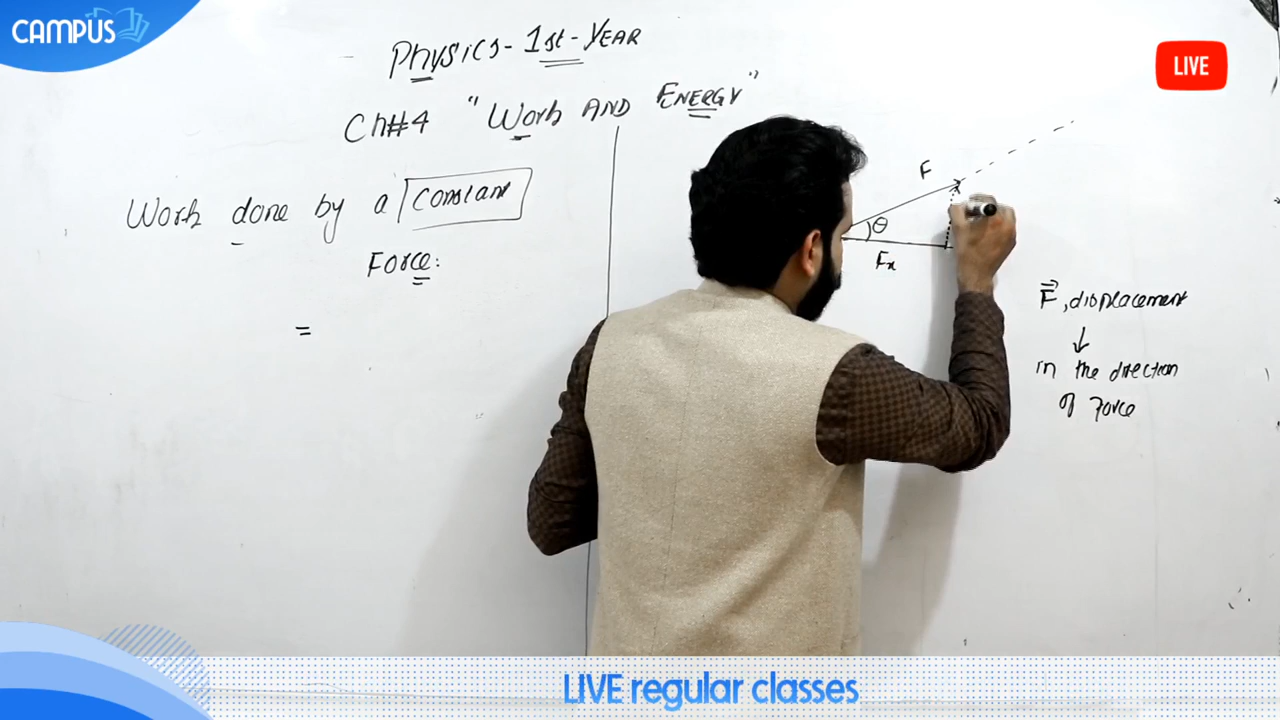 CAMPUS
LIVE
Physics-1st-YEAR
Ch#4 "Work AND ENERGY"
Work done by a Constant
Force:
=
F
θ
Fx
F, displacement
↓
in the direction
of Force
LIVE regular classes